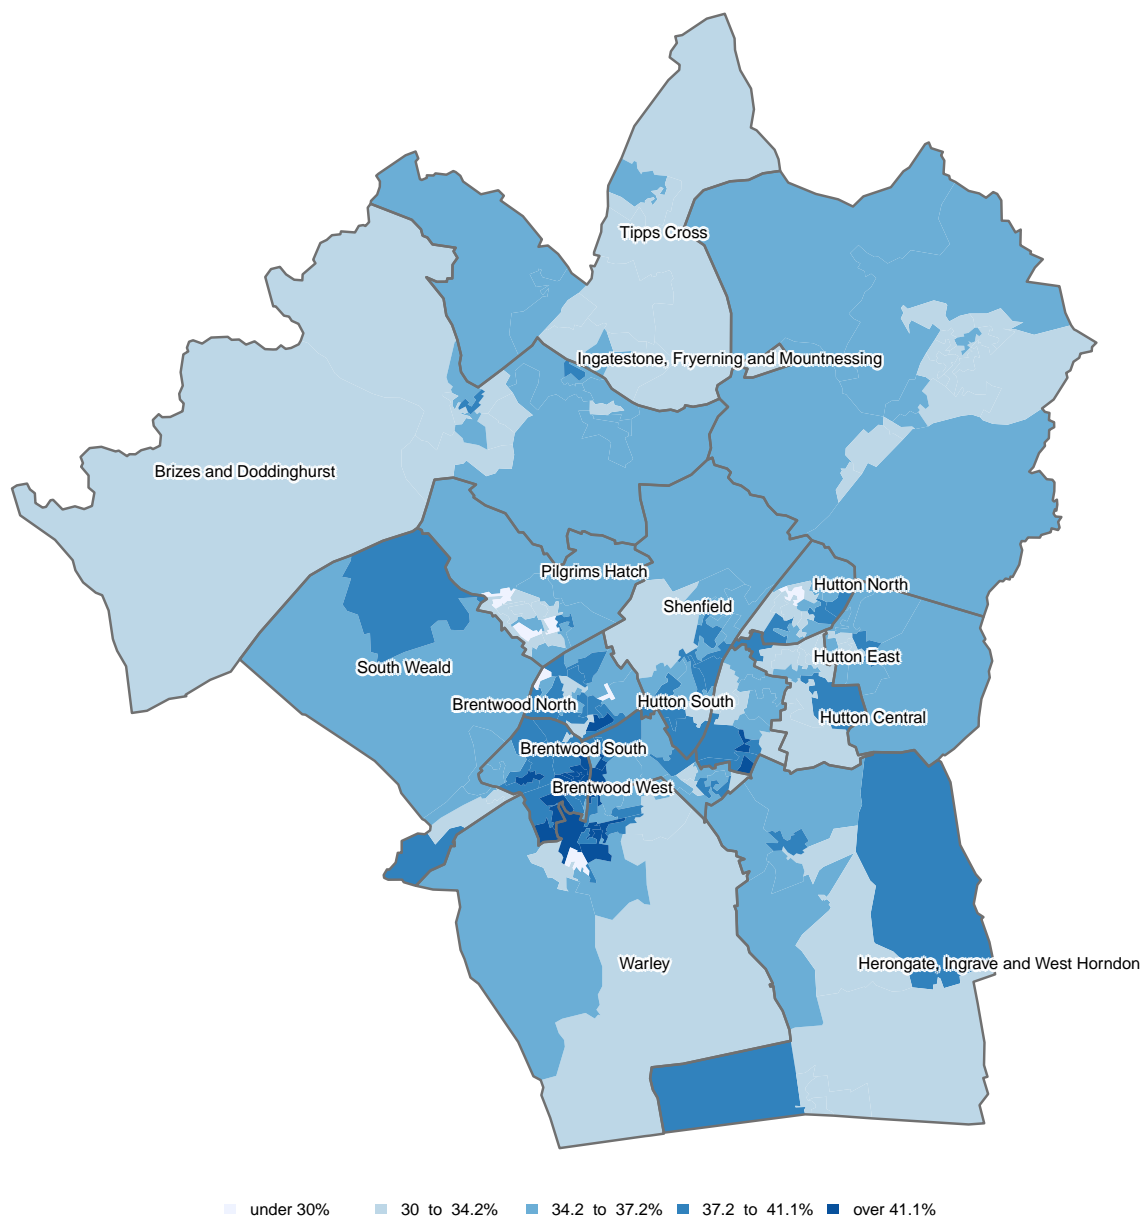 Tipps Cross
Ingatestone, Fryerning and Mountnessing
Brizes and Doddinghurst
Pilgrims Hatch
Hutton North
Shenfield
Hutton East
South Weald
Brentwood North
Hutton South
Hutton Central
Brentwood South
Brentwood West
Warley
Herongate, Ingrave and West Horndon
under 30% 30 to 34.2% 34.2 to 37.2% 37.2 to 41.1% over 41.1%